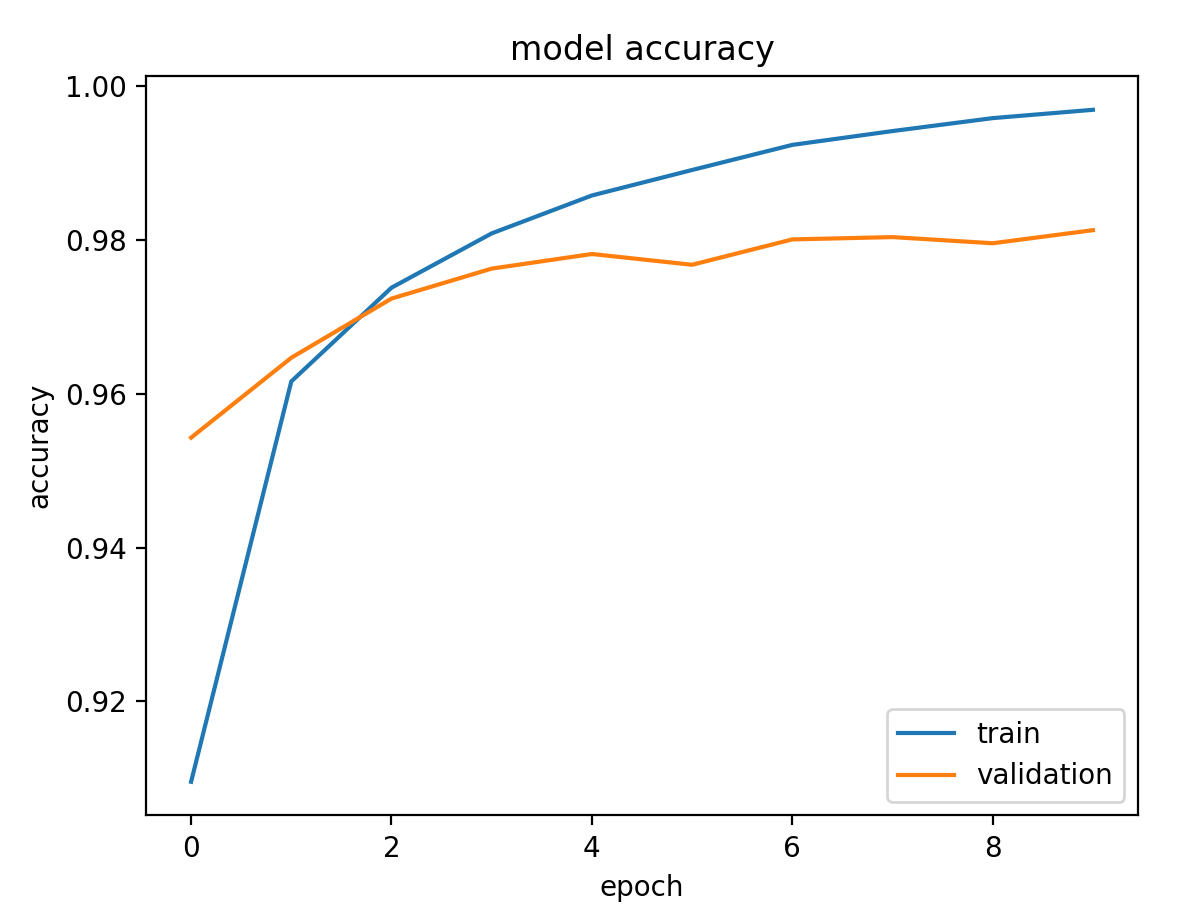 model accuracy
1.00
0.98
0.96
0.94
0.92
accuracy
train
validation
0 2 4 6 8
epoch